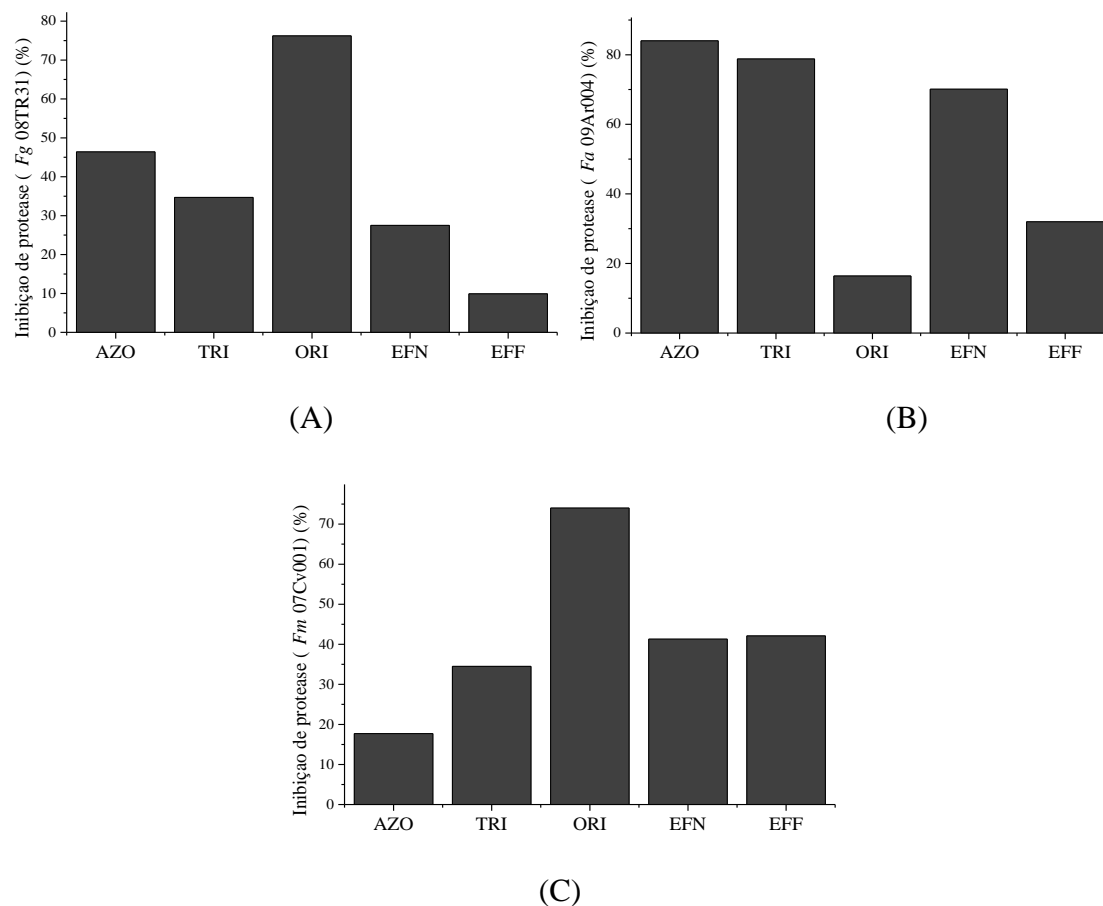 Inibiçao de protease ( Fg 08TR31) (%)
80
70
60
50
40
30
20
10
0
AZO TRI ORI EFN EFF
(A)
Inibiçao de protease ( Fa 09Ar004) (%)
80
60
40
20
0
AZO TRI ORI EFN EFF
(B)
Inibiçao de protease ( Fm 07Cv001) (%)
70
60
50
40
30
20
10
0
AZO TRI ORI EFN EFF
(C)